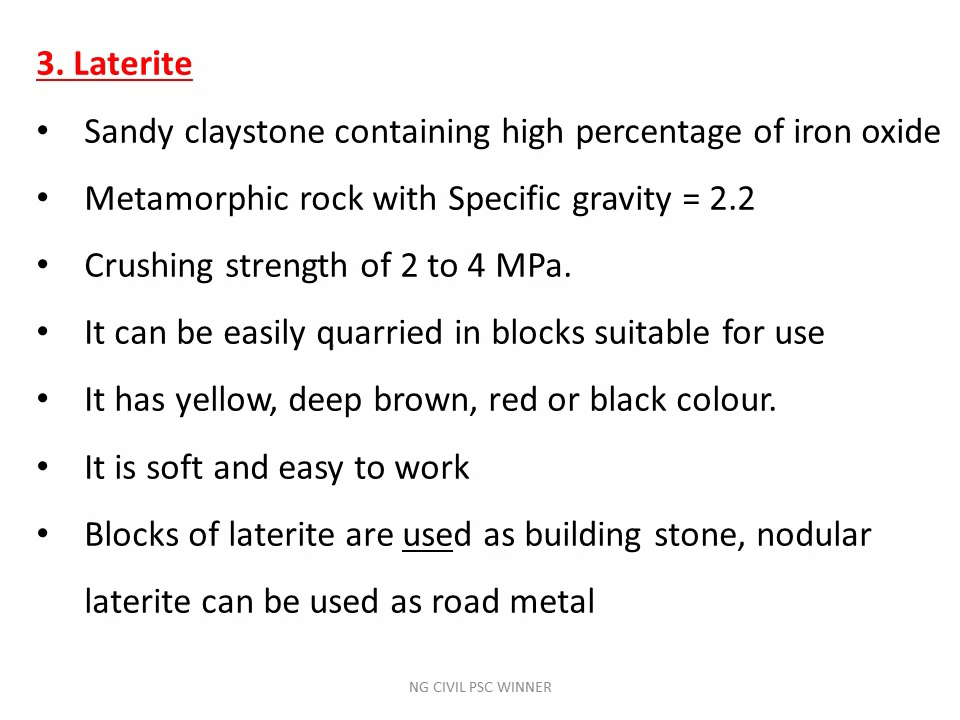 3. Laterite
• Sandy claystone containing high percentage of iron oxide
• Metamorphic rock with Specific gravity = 2.2
• Crushing strength of 2 to 4 MPa.
• It can be easily quarried in blocks suitable for use
• It has yellow, deep brown, red or black colour.
• It is soft and easy to work
• Blocks of laterite are used as building stone, nodular
laterite can be used as road metal
NG CIVIL PSC WINNER